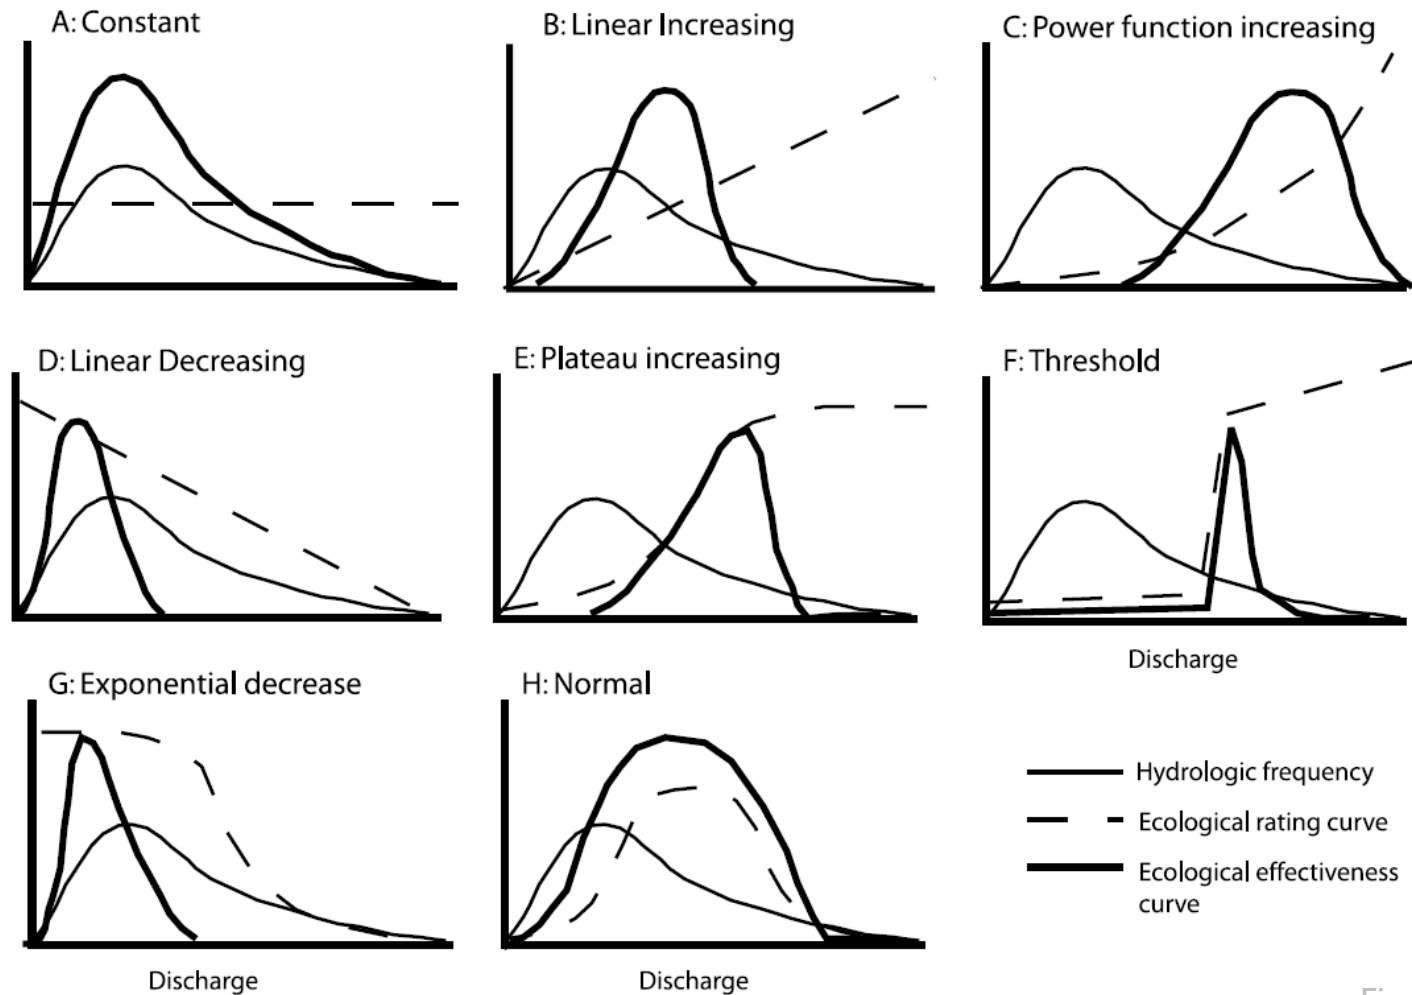 A: Constant
B: Linear Increasing
C: Power function increasing
D: Linear Decreasing
E: Plateau increasing
F: Threshold
Discharge
G: Exponential decrease
H: Normal
Hydrologic frequency
Ecological rating curve
Ecological effectiveness
curve
Discharge
Discharge